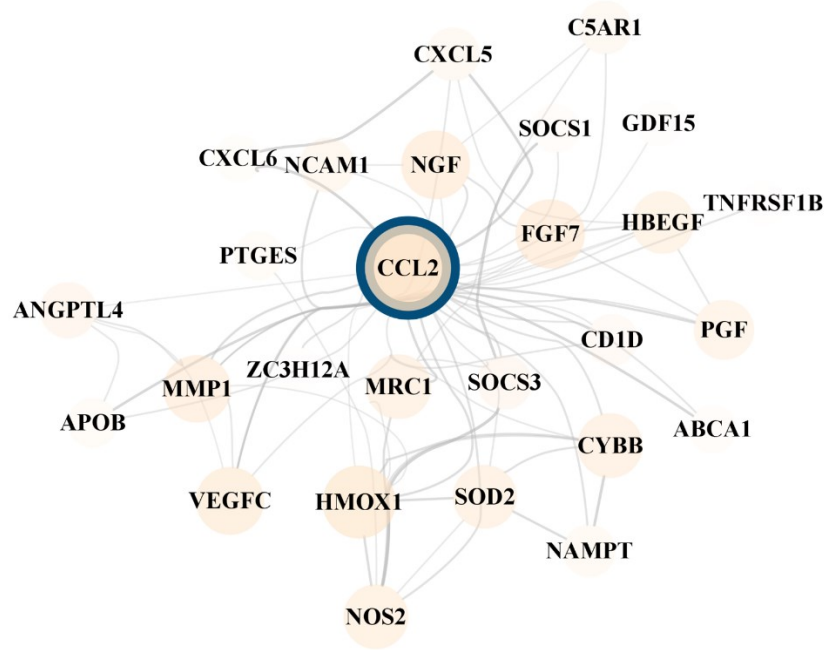 C5AR1
CXCL5
SOCS1
GDF15
CXCL6
NCAM1
NGF
TNFRSF1B
HBEGF
FGF7
PTGES
CCL2
ANGPTL4
PGF
CD1D
ZC3H12A
MMP1
MRC1
SOCS3
APOB
ABCA1
CYBB
VEGFC
HMOX1
SOD2
NAMPT
NOS2